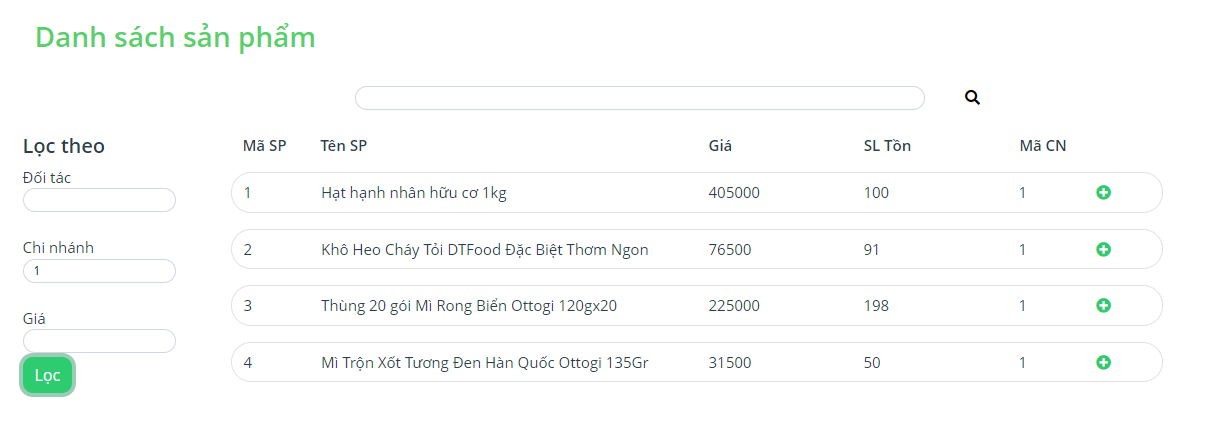 Danh sách sản phẩm
Lọc theo
Đối tác
Chi nhánh
1
Giá
Lọc
Mã SP Tên SP Giá SL Tồn Mã CN
1 Hạt hạnh nhân hữu cơ 1kg 405000 100 1
2 Khô Heo Cháy Tỏi DTFood Đặc Biệt Thơm Ngon 76500 91 1
3 Thùng 20 gói Mì Rong Biển Ottogi 120gx20 225000 198 1
4 Mì Trộn Xốt Tương Đen Hàn Quốc Ottogi 135Gr 31500 50 1